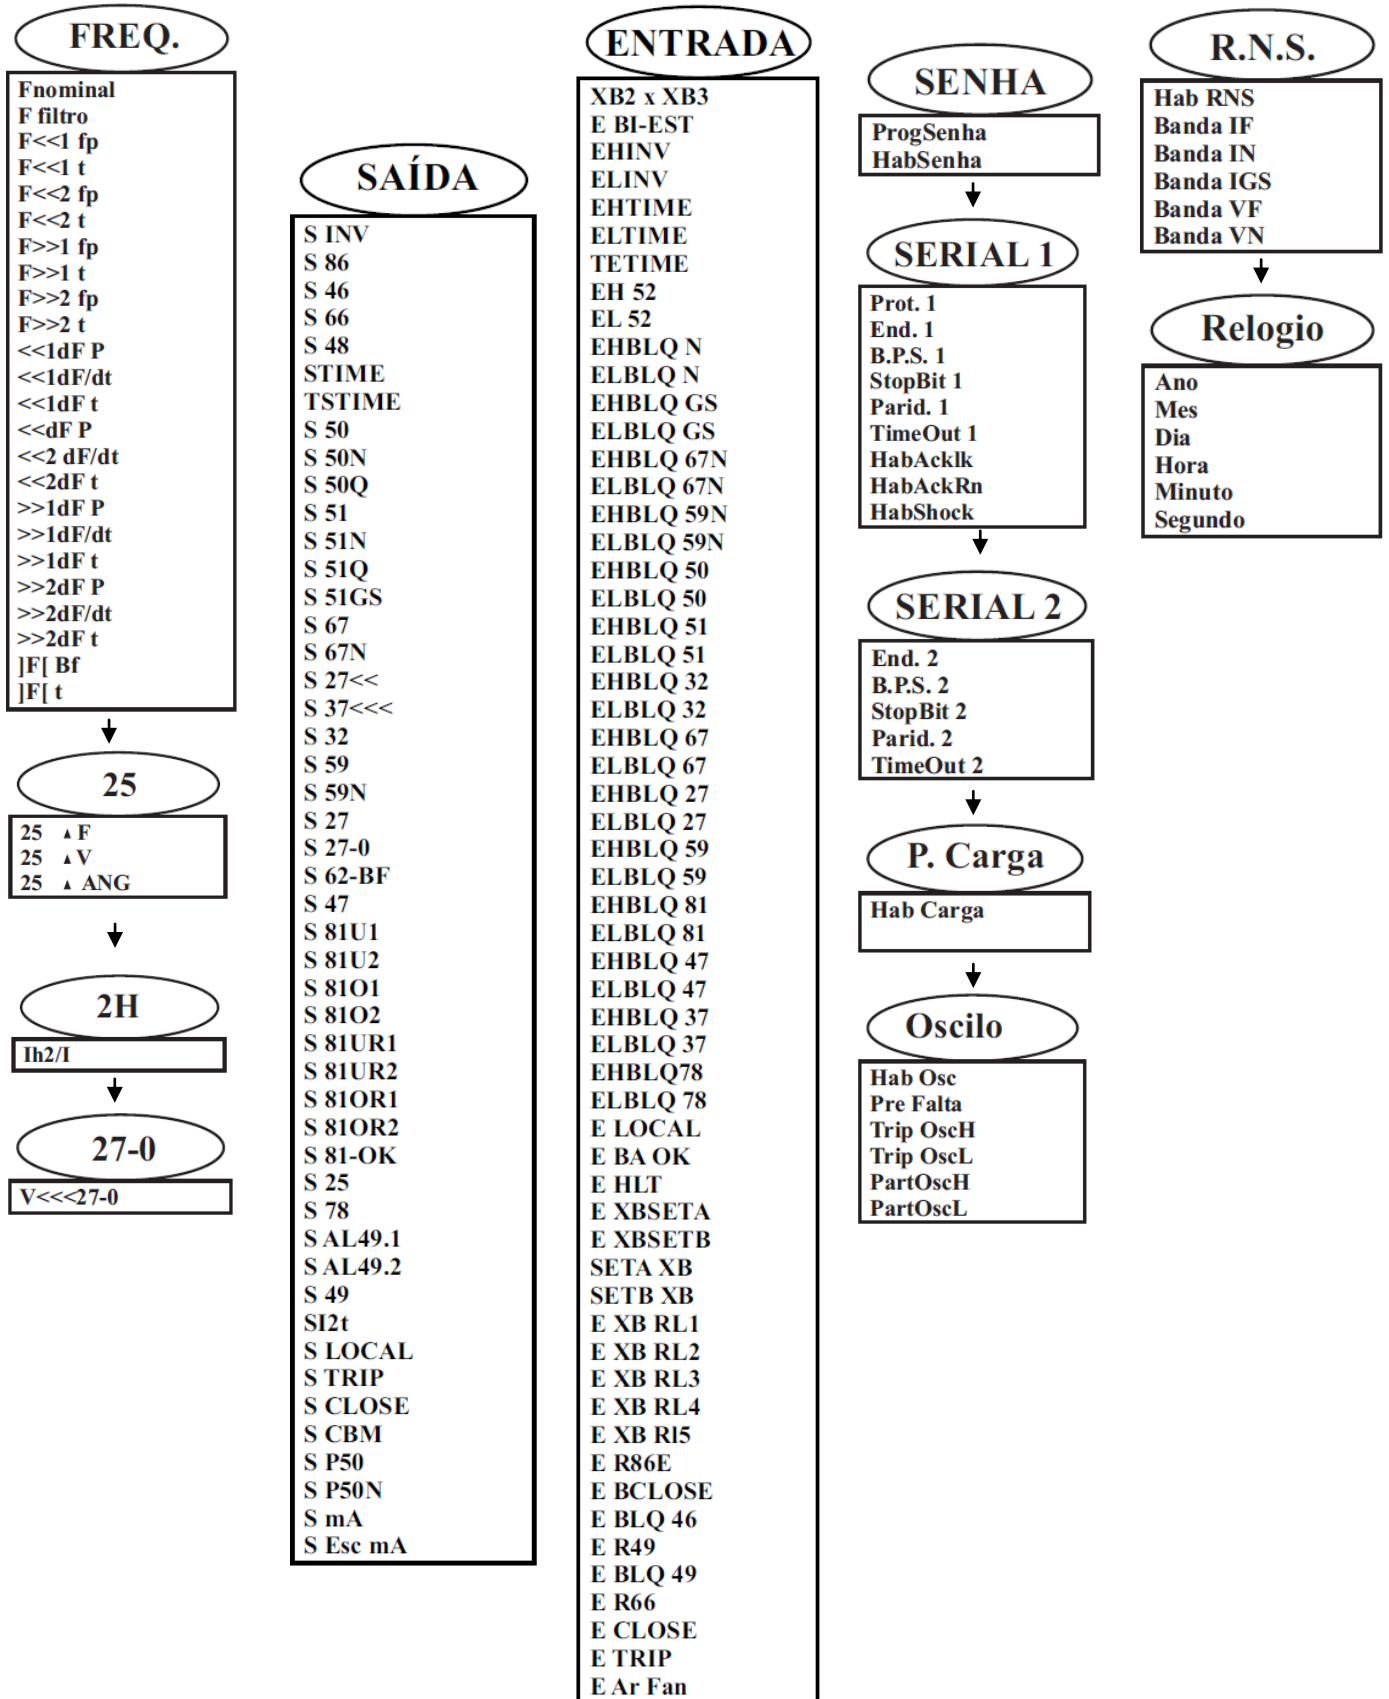 FREQ.
Fnominal
F filtro
F<<1 fp
F<<1 t
F<<2 fp
F<<2 t
F>>1 fp
F>>1 t
F>>2 fp
F>>2 t
<<1dF P
<<1dF/dt
<<1dF t
<<dF P
<<2 dF/dt
<<2dF t
>>1dF P
>>1dF/dt
>>1dF t
>>2dF P
>>2dF/dt
>>2dF t
]F[ Bf
]F[ t
25
25 ▲ F
25 ▲ V
25 ▲ ANG
2H
Ih2/I
27-0
V<<<27-0
SAÍDA
S INV
S 86
S 46
S 66
S 48
STIME
TSTIME
S 50
S 50N
S 50Q
S 51
S 51N
S 51Q
S 51GS
S 67
S 67N
S 27<<
S 37<<<
S 32
S 59
S 59N
S 27
S 27-0
S 62-BF
S 47
S 81U1
S 81U2
S 81O1
S 81O2
S 81UR1
S 81UR2
S 81OR1
S 81OR2
S 81-OK
S 25
S 78
S AL49.1
S AL49.2
S 49
SI2t
S LOCAL
S TRIP
S CLOSE
S CBM
S P50
S P50N
S mA
S Esc mA
ENTRADA
XB2 x XB3
E BI-EST
EHINV
ELINV
EHTIME
ELTIME
TETIME
EH 52
EL 52
EHBLQ N
ELBLQ N
EHBLQ GS
ELBLQ GS
EHBLQ 67N
ELBLQ 67N
EHBLQ 59N
ELBLQ 59N
EHBLQ 50
ELBLQ 50
EHBLQ 51
ELBLQ 51
EHBLQ 32
ELBLQ 32
EHBLQ 67
ELBLQ 67
EHBLQ 27
ELBLQ 27
EHBLQ 59
ELBLQ 59
EHBLQ 81
ELBLQ 81
EHBLQ 47
ELBLQ 47
EHBLQ 37
ELBLQ 37
EHBLQ78
ELBLQ 78
E LOCAL
E BA OK
E HLT
E XBSETA
E XBSETB
SETA XB
SETB XB
E XB RL1
E XB RL2
E XB RL3
E XB RL4
E XB Rl5
E R86E
E BCLOSE
E BLQ 46
E R49
E BLQ 49
E R66
E CLOSE
E TRIP
E Ar Fan
SENHA
ProgSenha
HabSenha
SERIAL 1
Prot. 1
End. 1
B.P.S. 1
StopBit 1
Parid. 1
TimeOut 1
HabAcklk
HabAckRn
HabShock
SERIAL 2
End. 2
B.P.S. 2
StopBit 2
Parid. 2
TimeOut 2
P. Carga
Hab Carga
Oscilo
Hab Osc
Pre Falta
Trip OscH
Trip OscL
PartOscH
PartOscL
R.N.S.
Hab RNS
Banda IF
Banda IN
Banda IGS
Banda VF
Banda VN
Relogio
Ano
Mes
Dia
Hora
Minuto
Segundo